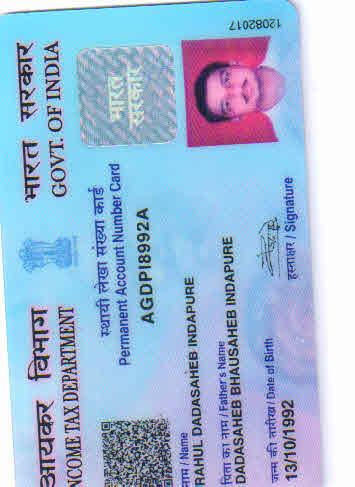 आयकर विभाग
INCOME TAX DEPARTMENT
भारत सरकार
GOVT. OF INDIA
स्थायी लेखा संख्या कार्ड
Permanent Account Number Card
AGDPI8992A
नाम / Name
RAHUL DADASAHEB INDAPURE
पिता का नाम / Father's Name
DADASAHEB BHAUSAHEB INDAPURE
जन्म की तारीख / Date of Birth
13/10/1992
हस्ताक्षर / Signature
12082017
भारत
सरकार